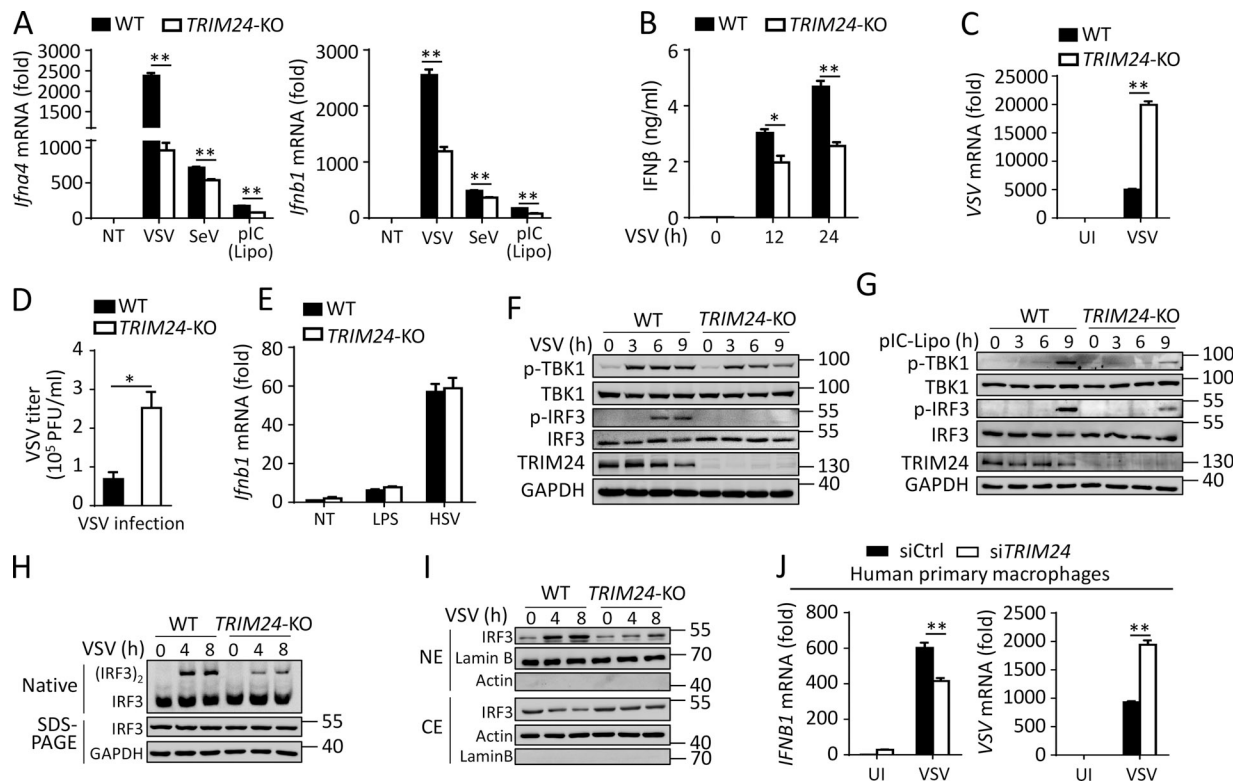 A
WT TRIM24-KO
Ifna4 mRNA (fold)
3000
2500
2000
1000
500
0
NT VSV SeV pIC (Lipo)
** ** **
Ifnb1 mRNA (fold)
3000
2000
1000
0
NT VSV SeV pIC (Lipo)
** ** **
B
WT TRIM24-KO
IFNβ (ng/ml)
6
4
2
0
* **
VSV (h) 0 12 24
C
WT
TRIM24-KO
VSV mRNA (fold)
25000
20000
15000
10000
5000
0
**
UI VSV
D
WT
TRIM24-KO
VSV titer
(10⁵ PFU/ml)
4
3
2
1
0
*
VSV infection
E
WT
TRIM24-KO
Ifnb1 mRNA (fold)
80
60
40
20
0
NT LPS HSV
F
WT TRIM24-KO
VSV (h) 0 3 6 9 0 3 6 9
p-TBK1 100
TBK1 100
p-IRF3 55
IRF3 55
TRIM24 130
GAPDH 40
G
WT TRIM24-KO
pIC-Lipo (h) 0 3 6 9 0 3 6 9
p-TBK1 100
TBK1 100
p-IRF3 55
IRF3 55
TRIM24 130
GAPDH 40
H
WT TRIM24-KO
VSV (h) 0 4 8 0 4 8
Native (IRF3)₂
IRF3
SDS-PAGE IRF3 55
GAPDH 40
I
WT TRIM24-KO
VSV (h) 0 4 8 0 4 8
NE IRF3 55
Lamin B 70
Actin 40
CE IRF3 55
Actin 40
LaminB 70
J
siCtrl siTRIM24
Human primary macrophages
IFNB1 mRNA (fold)
800
600
400
200
0
**
UI VSV
VSV mRNA (fold)
2500
2000
1500
1000
500
0
**
UI VSV